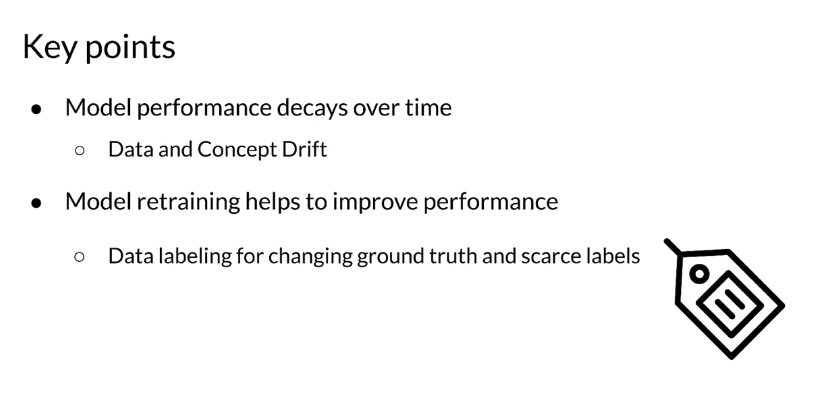 Key points
● Model performance decays over time
○ Data and Concept Drift
● Model retraining helps to improve performance
○ Data labeling for changing ground truth and scarce labels